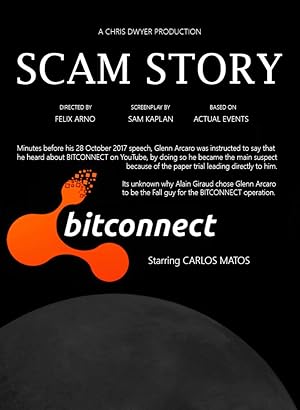 A CHRIS DWYER PRODUCTION
SCAM STORY
DIRECTED BY SCREENPLAY BY BASED ON
FELIX ARNO SAM KAPLAN ACTUAL EVENTS
Minutes before his 28 October 2017 speech, Glenn Arcaro was instructed to say that
he heard about BITCONNECT on YouTube, by doing so he became the main suspect
because of the paper trial leading directly to him.
Its unknown why Alain Giraud chose Glenn Arcaro
to be the Fall guy for the BITCONNECT operation.
bitconnect
Starring CARLOS MATOS